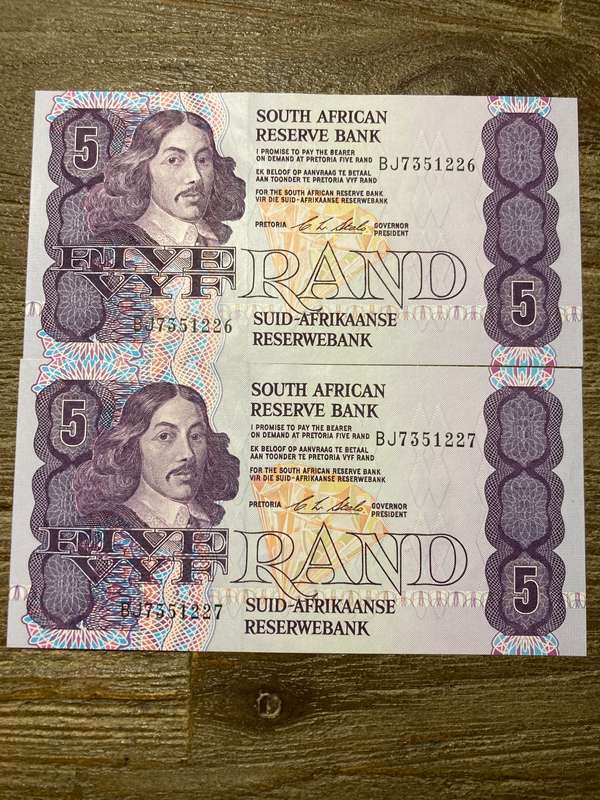 5
SOUTH AFRICAN
RESERVE BANK
I PROMISE TO PAY THE BEARER
ON DEMAND AT PRETORIA FIVE RAND
BJ7351226
EK BELOOF OP AANVRAAG TE BETAAL
AAN TOONDER TE PRETORIA VYF RAND
FOR THE SOUTH AFRICAN RESERVE BANK
VIR DIE SUID-AFRIKAANSE RESERWEBANK
PRETORIA
GOVERNOR
PRESIDENT
FIVE
VYF
RAND
5
BJ7351226
SUID-AFRIKAANSE
RESERWEBANK
5
SOUTH AFRICAN
RESERVE BANK
I PROMISE TO PAY THE BEARER
ON DEMAND AT PRETORIA FIVE RAND
BJ7351227
EK BELOOF OP AANVRAAG TE BETAAL
AAN TOONDER TE PRETORIA VYF RAND
FOR THE SOUTH AFRICAN RESERVE BANK
VIR DIE SUID-AFRIKAANSE RESERWEBANK
PRETORIA
GOVERNOR
PRESIDENT
FIVE
VYF
RAND
5
BJ7351227
SUID-AFRIKAANSE
RESERWEBANK